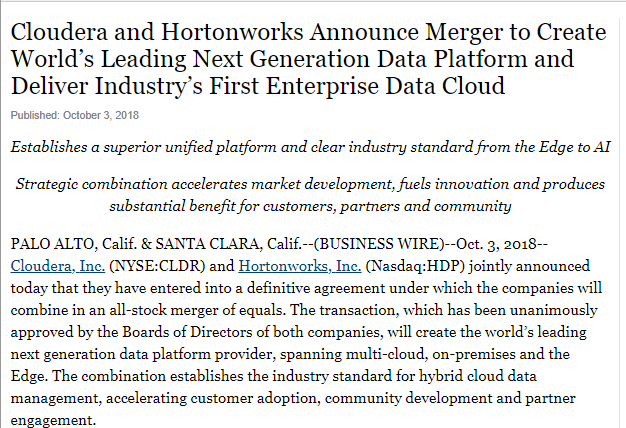 Cloudera and Hortonworks Announce Merger to Create
World’s Leading Next Generation Data Platform and
Deliver Industry’s First Enterprise Data Cloud
Published: October 3, 2018
Establishes a superior unified platform and clear industry standard from the Edge to AI
Strategic combination accelerates market development, fuels innovation and produces
substantial benefit for customers, partners and community
PALO ALTO, Calif. & SANTA CLARA, Calif.--(BUSINESS WIRE)--Oct. 3, 2018--
Cloudera, Inc. (NYSE:CLDR) and Hortonworks, Inc. (Nasdaq:HDP) jointly announced
today that they have entered into a definitive agreement under which the companies will
combine in an all-stock merger of equals. The transaction, which has been unanimously
approved by the Boards of Directors of both companies, will create the world’s leading
next generation data platform provider, spanning multi-cloud, on-premises and the
Edge. The combination establishes the industry standard for hybrid cloud data
management, accelerating customer adoption, community development and partner
engagement.